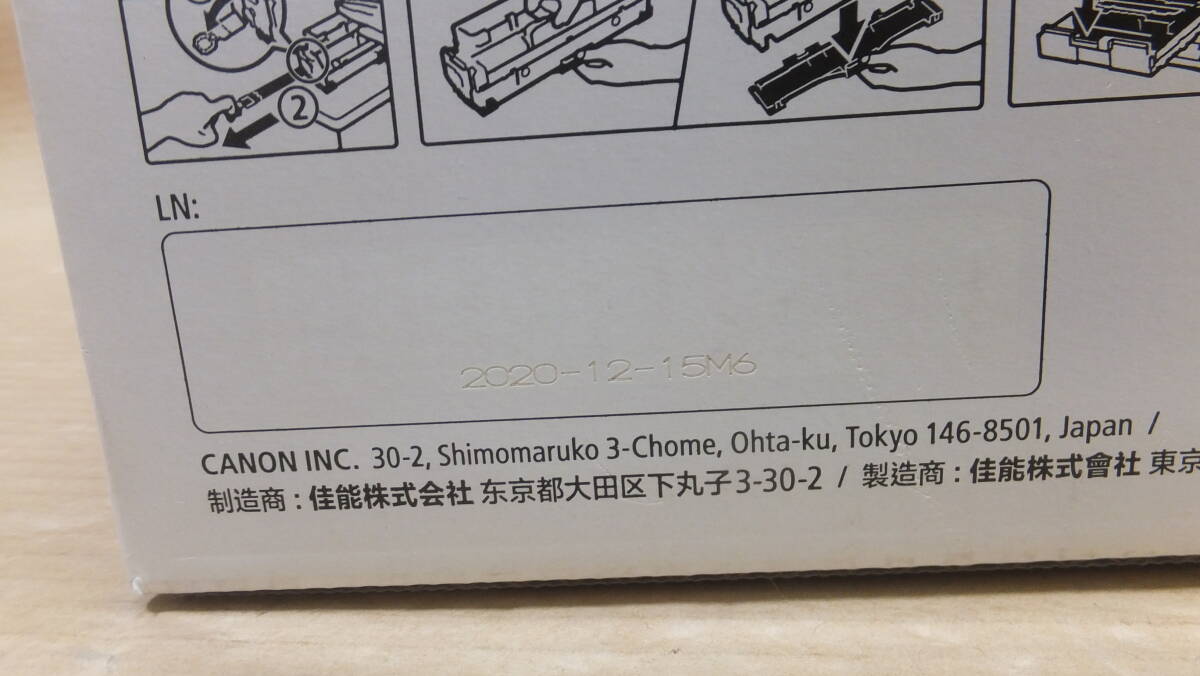 2
LN:
2020-12-15M6
CANON INC. 30-2, Shimomaruko 3-Chome, Ohta-ku, Tokyo 146-8501, Japan /
制造商 : 佳能株式会社 东京都大田区下丸子3-30-2 / 製造商 : 佳能株式會社 東京